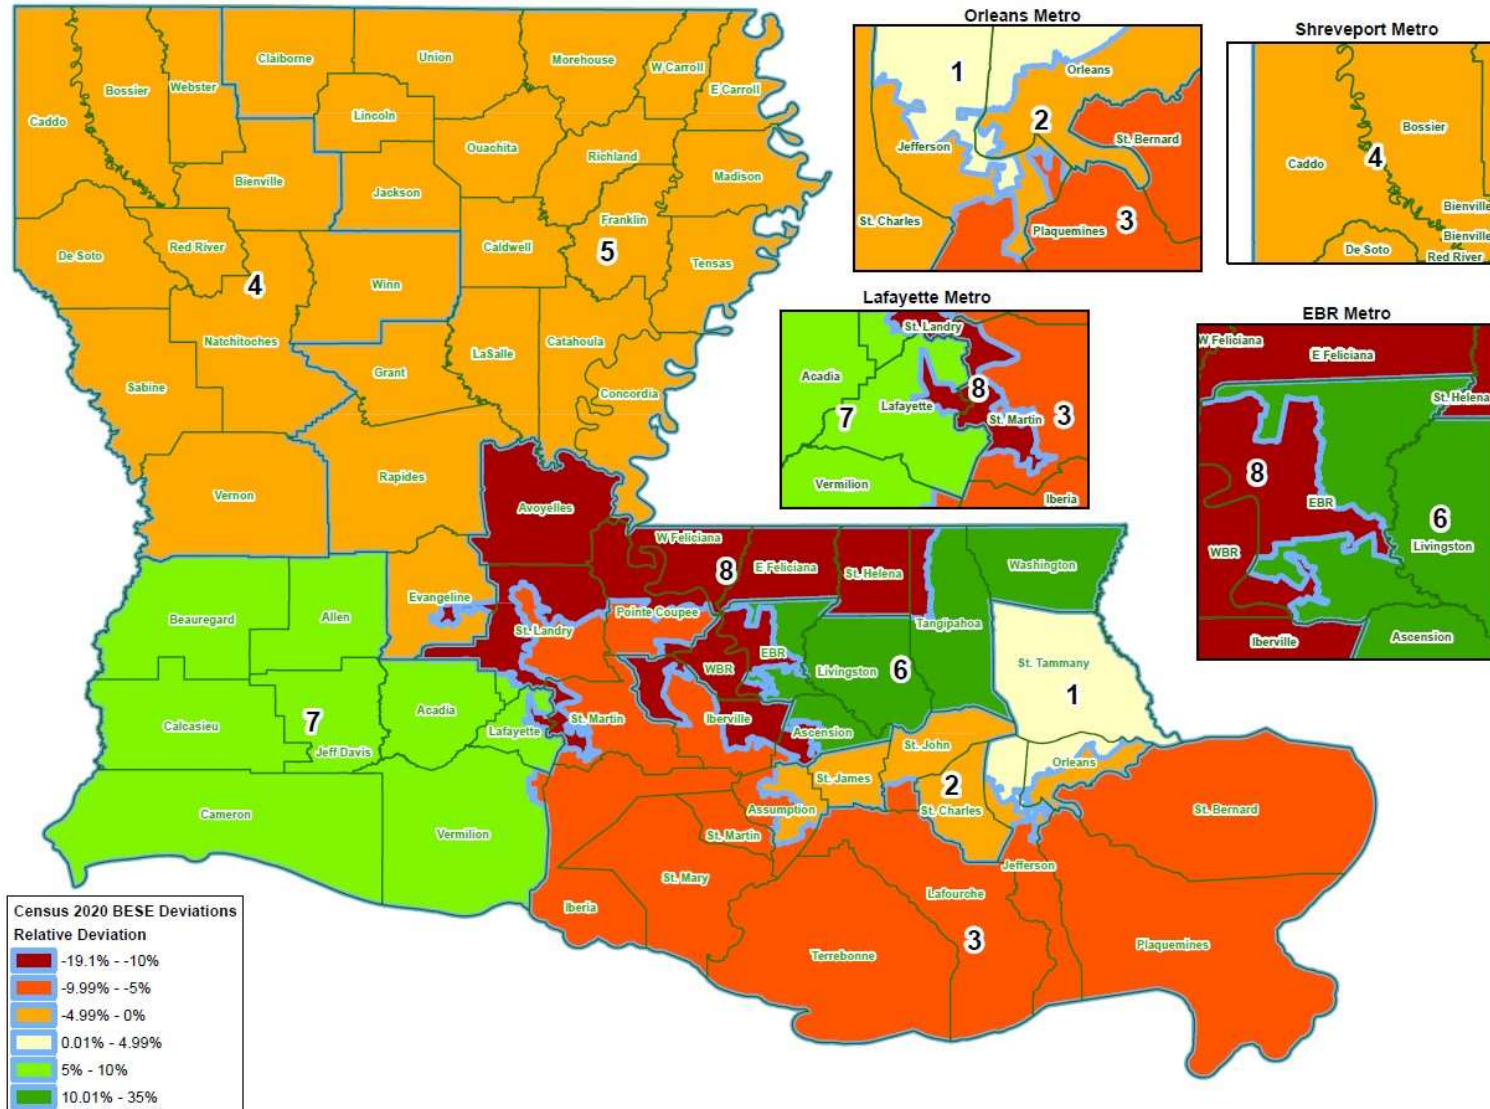 Claiborne
Union
Morehouse
W Carroll
E Carroll
Bossier
Webster
Caddo
Lincoln
Ouachita
Richland
Madison
Bienville
Jackson
Franklin
Caldwell
5
Tensas
De Soto
Red River
4
Winn
Natchitoches
LaSalle
Catahoula
Grant
Sabine
Concordia
Rapides
Vernon
Avoyelles
W Feliciana
8
E Feliciana
St. Helena
Washington
Evangeline
Beauregard
Allen
St. Landry
Pointe Coupee
Tangipahoa
EBR
WBR
Livingston
6
St. Tammany
1
Calcasieu
7
Jeff Davis
Acadia
Lafayette
St. Martin
Iberville
Ascension
St. John
Orleans
St. James
2
St. Charles
Assumption
St. Martin
Cameron
Vermilion
St. Mary
Iberia
Jefferson
Lafourche
3
Terrebonne
St. Bernard
Plaquemines
Orleans Metro
1
Orleans
2
St. Bernard
Jefferson
St. Charles
Plaquemines
3
Shreveport Metro
Bossier
Caddo
4
Bienville
Bienville
De Soto
Red River
Lafayette Metro
St. Landry
Acadia
8
Lafayette
7
St. Martin
3
Vermilion
Iberia
EBR Metro
W Feliciana
E Feliciana
St. Helena
8
EBR
6
Livingston
WBR
Iberville
Ascension
Census 2020 BESE Deviations
Relative Deviation
-19.1% - -10%
-9.99% - -5%
-4.99% - 0%
0.01% - 4.99%
5% - 10%
10.01% - 35%